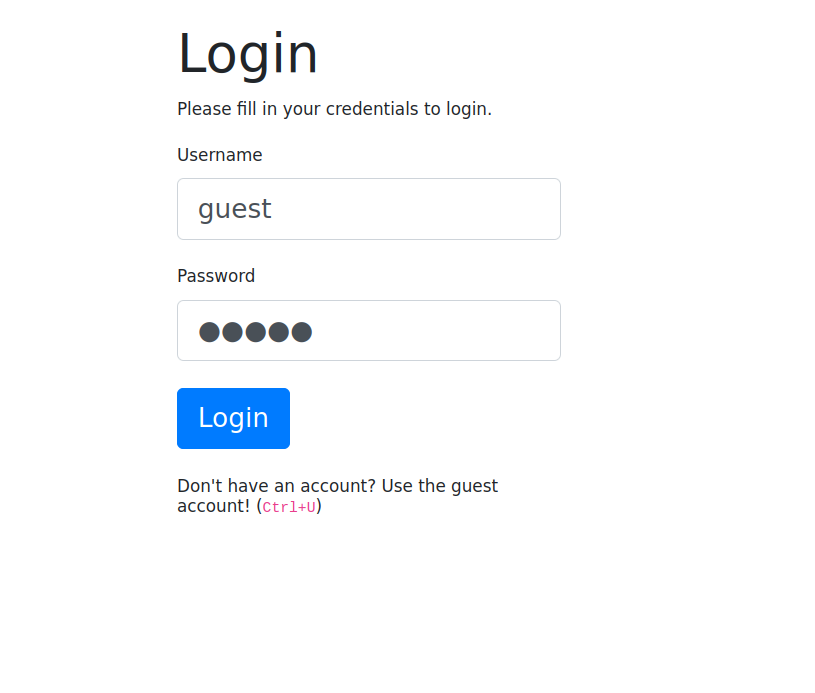 Login
Please fill in your credentials to login.
Username
guest
Password
●●●●●
Login
Don't have an account? Use the guest
account! (Ctrl+U)